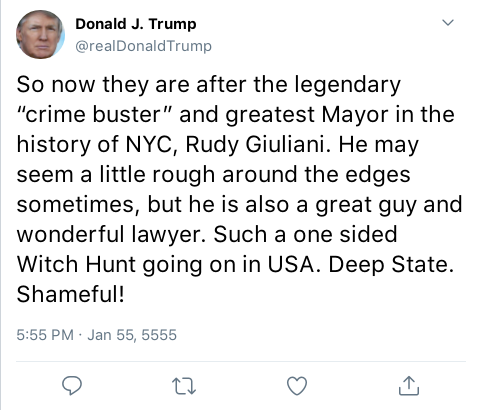 Donald J. Trump
@realDonaldTrump
So now they are after the legendary
“crime buster” and greatest Mayor in the
history of NYC, Rudy Giuliani. He may
seem a little rough around the edges
sometimes, but he is also a great guy and
wonderful lawyer. Such a one sided
Witch Hunt going on in USA. Deep State.
Shameful!
5:55 PM · Jan 55, 5555